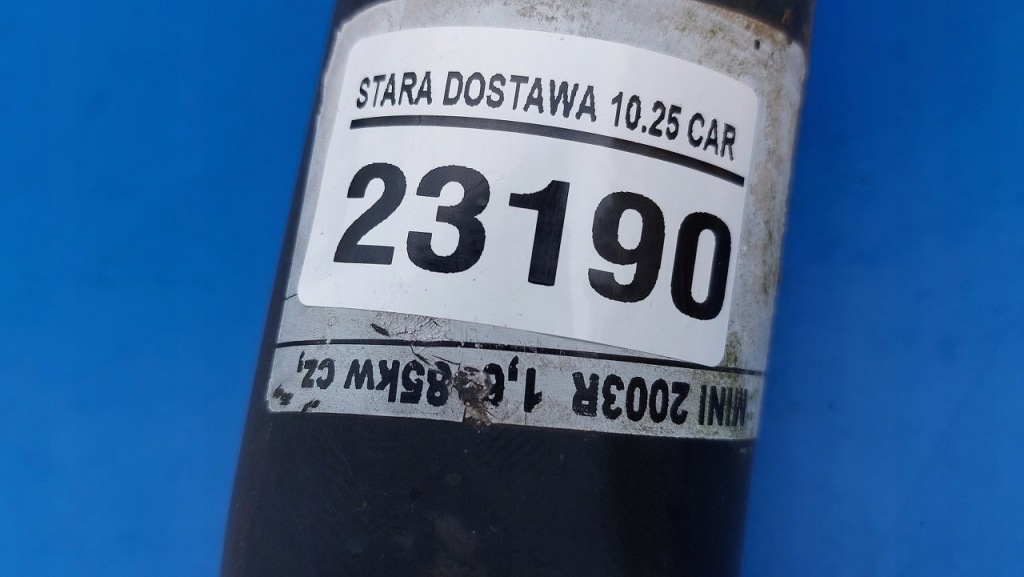 STARA DOSTAWA 10.25 CAR
23190
MINI 2003R 1,6 85kW CZ,